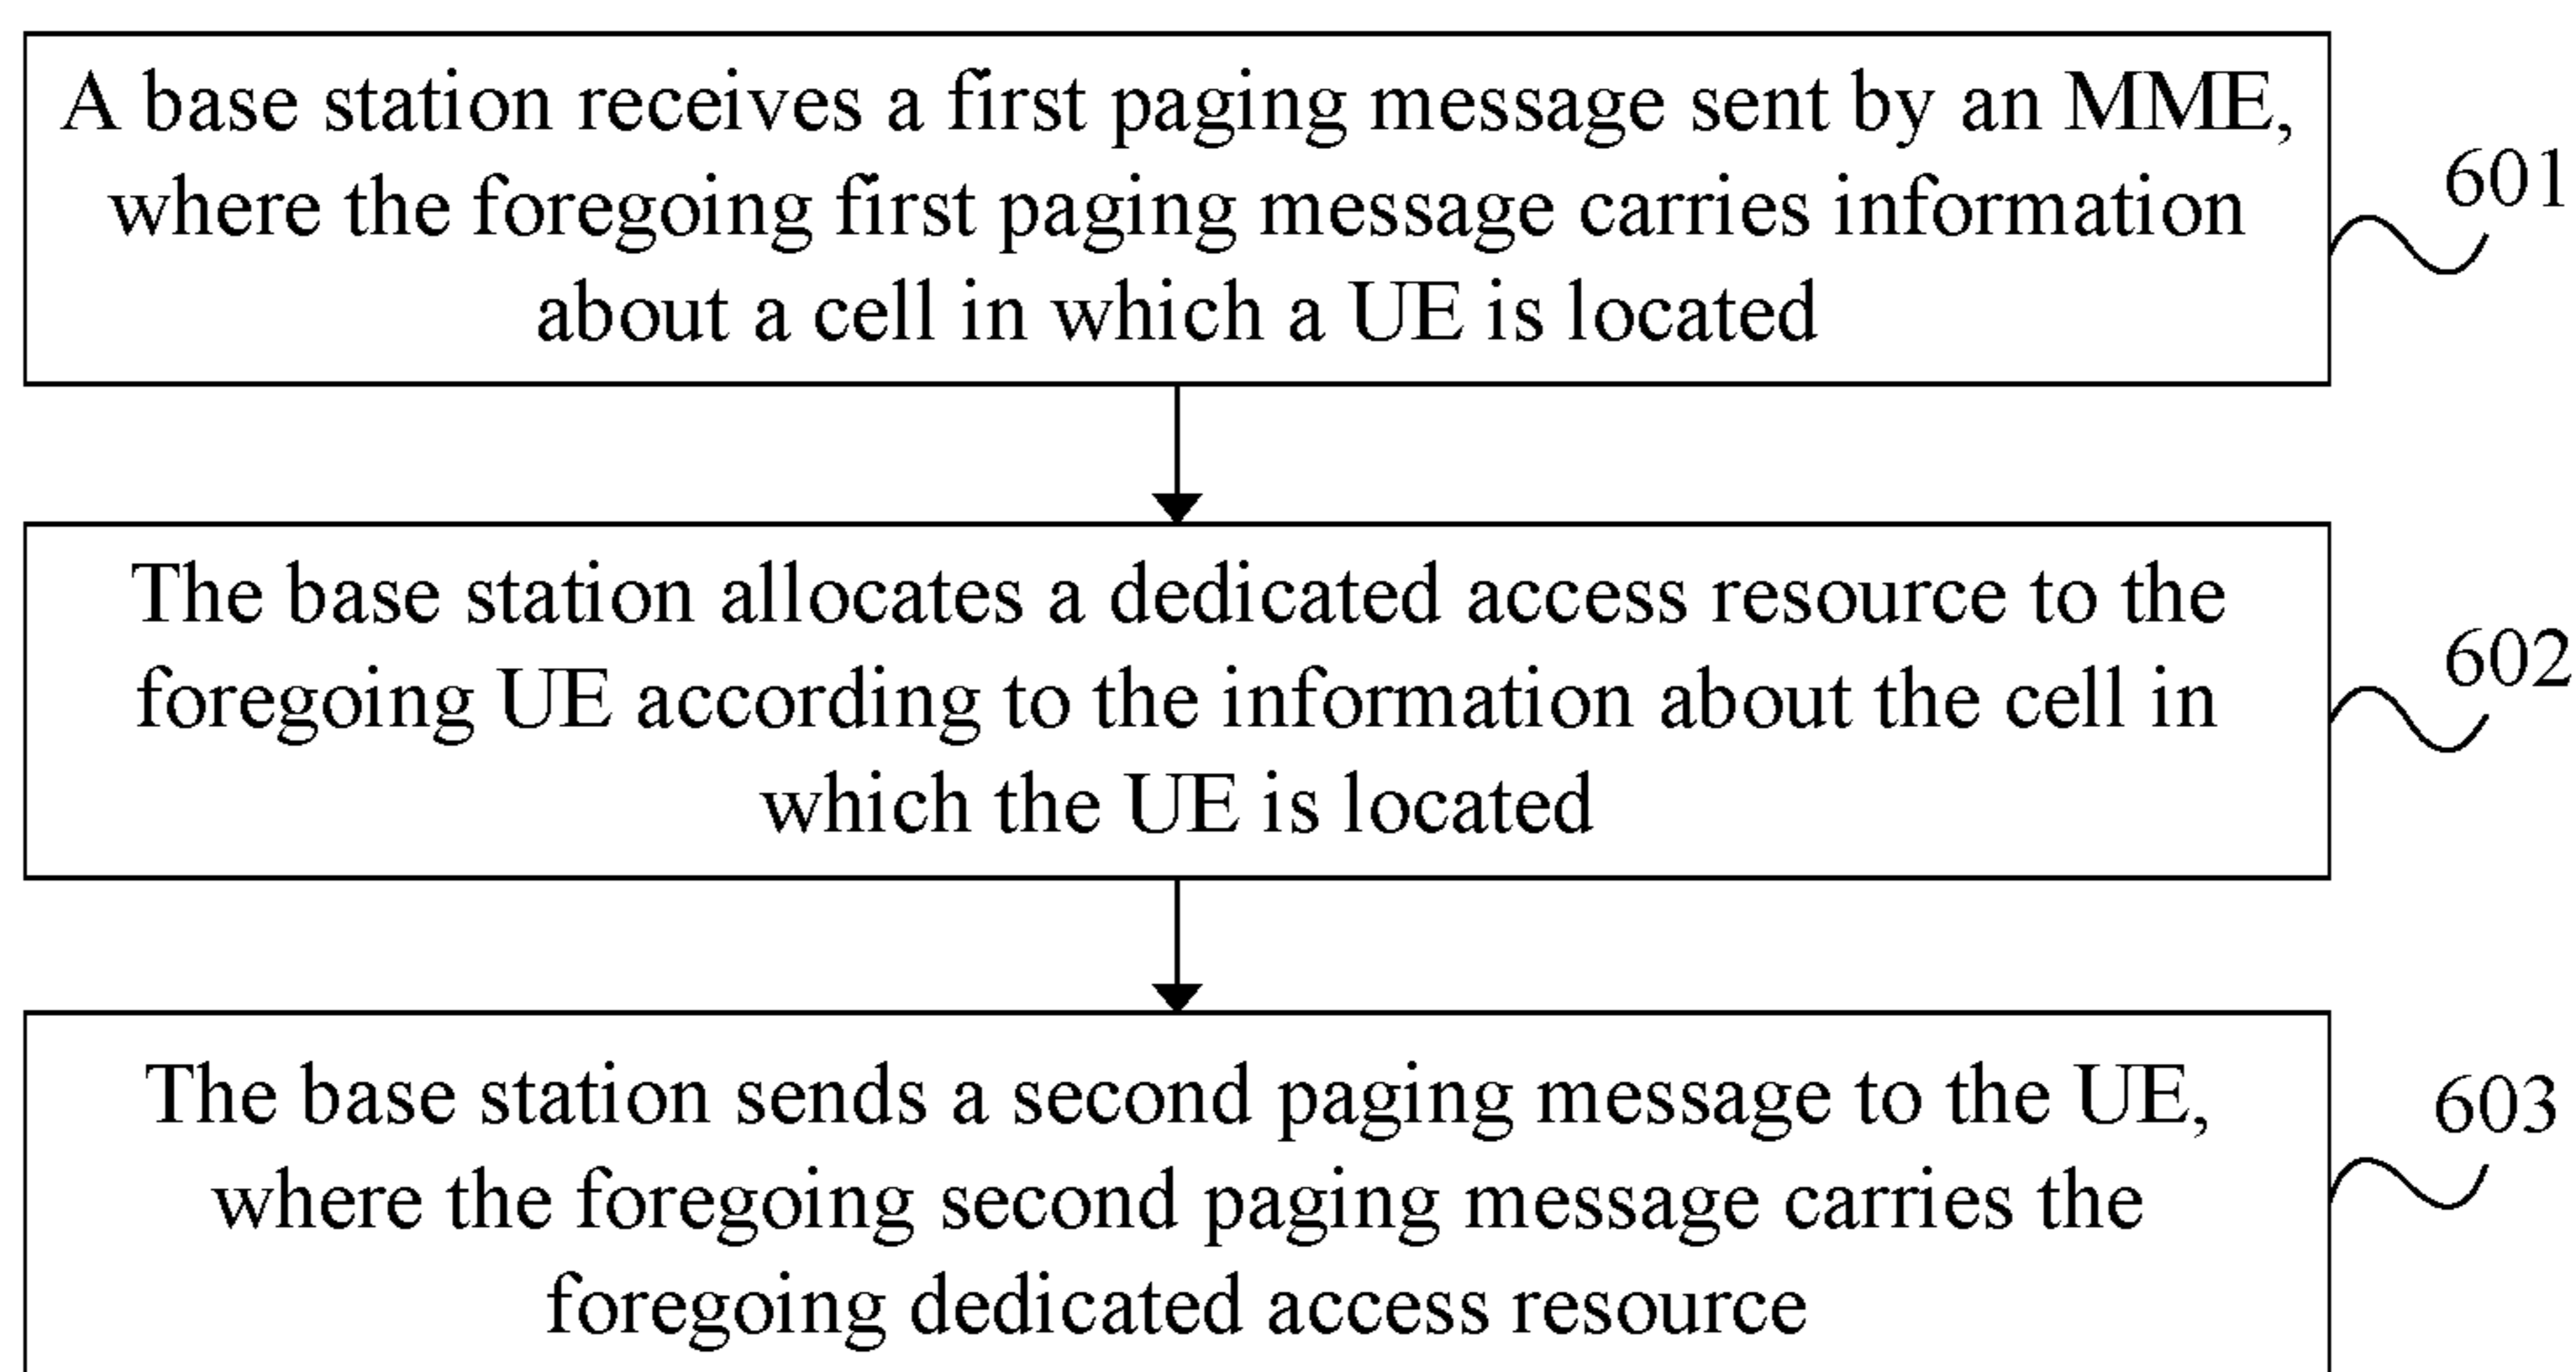 A base station receives a first paging message sent by an MME,
where the foregoing first paging message carries information
about a cell in which a UE is located
601
The base station allocates a dedicated access resource to the
foregoing UE according to the information about the cell in
which the UE is located
602
The base station sends a second paging message to the UE,
where the foregoing second paging message carries the
foregoing dedicated access resource
603